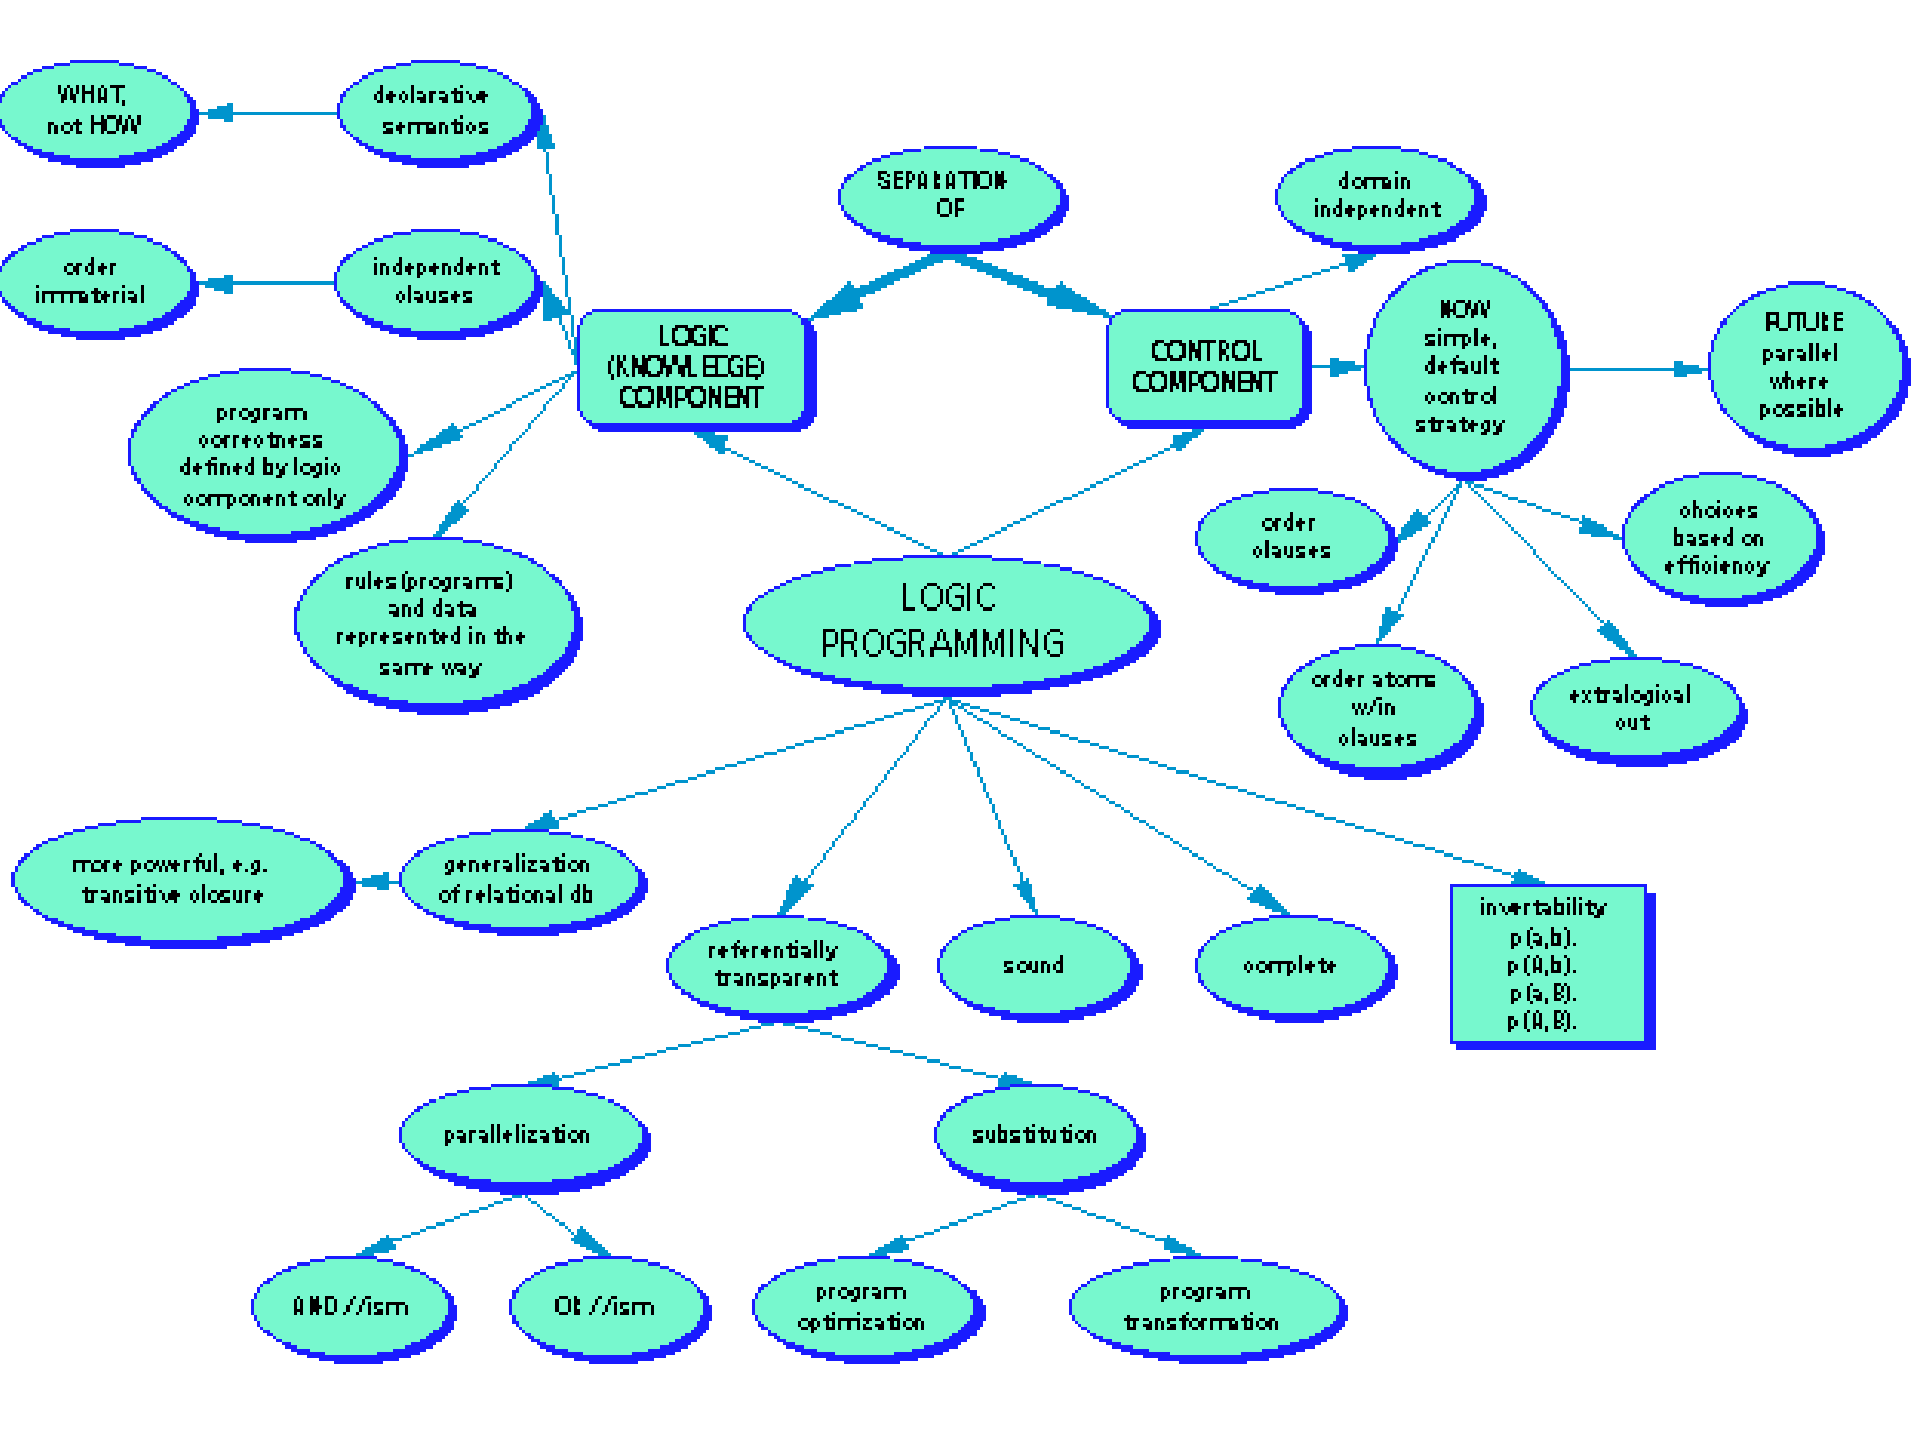 WHAT,
not HOW
declarative
semantics
SEPARATION
OF
domain
independent
order
immaterial
independent
clauses
LOGIC
(KNOWLEDGE)
COMPONENT
CONTROL
COMPONENT
NOW
simple,
default
control
strategy
FUTURE
parallel
where
possible
program
correctness
defined by logic
component only
rules (programs)
and data
represented in the
same way
LOGIC
PROGRAMMING
order
clauses
choices
based on
efficiency
order atoms
w/in
clauses
extralogical
cut
more powerful, e.g.
transitive closure
generalization
of relational db
referentially
transparent
sound
complete
invertability
p(a,b).
p(A,b).
p(a,B).
p(A,B).
parallelization
substitution
AND //ism
OR //ism
program
optimization
program
transformation